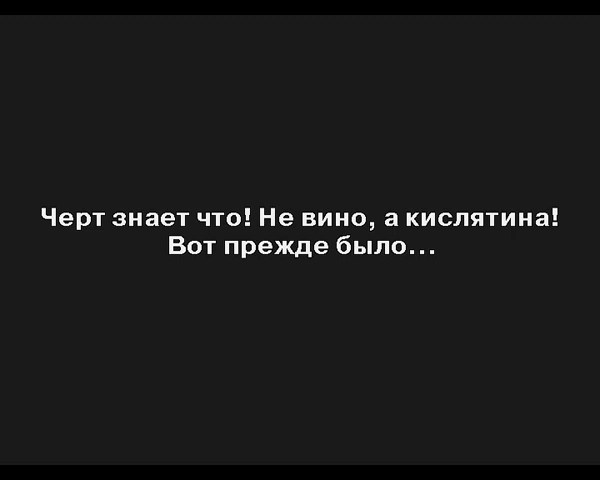 Черт знает что! Не вино, а кислятина!
Вот прежде было...